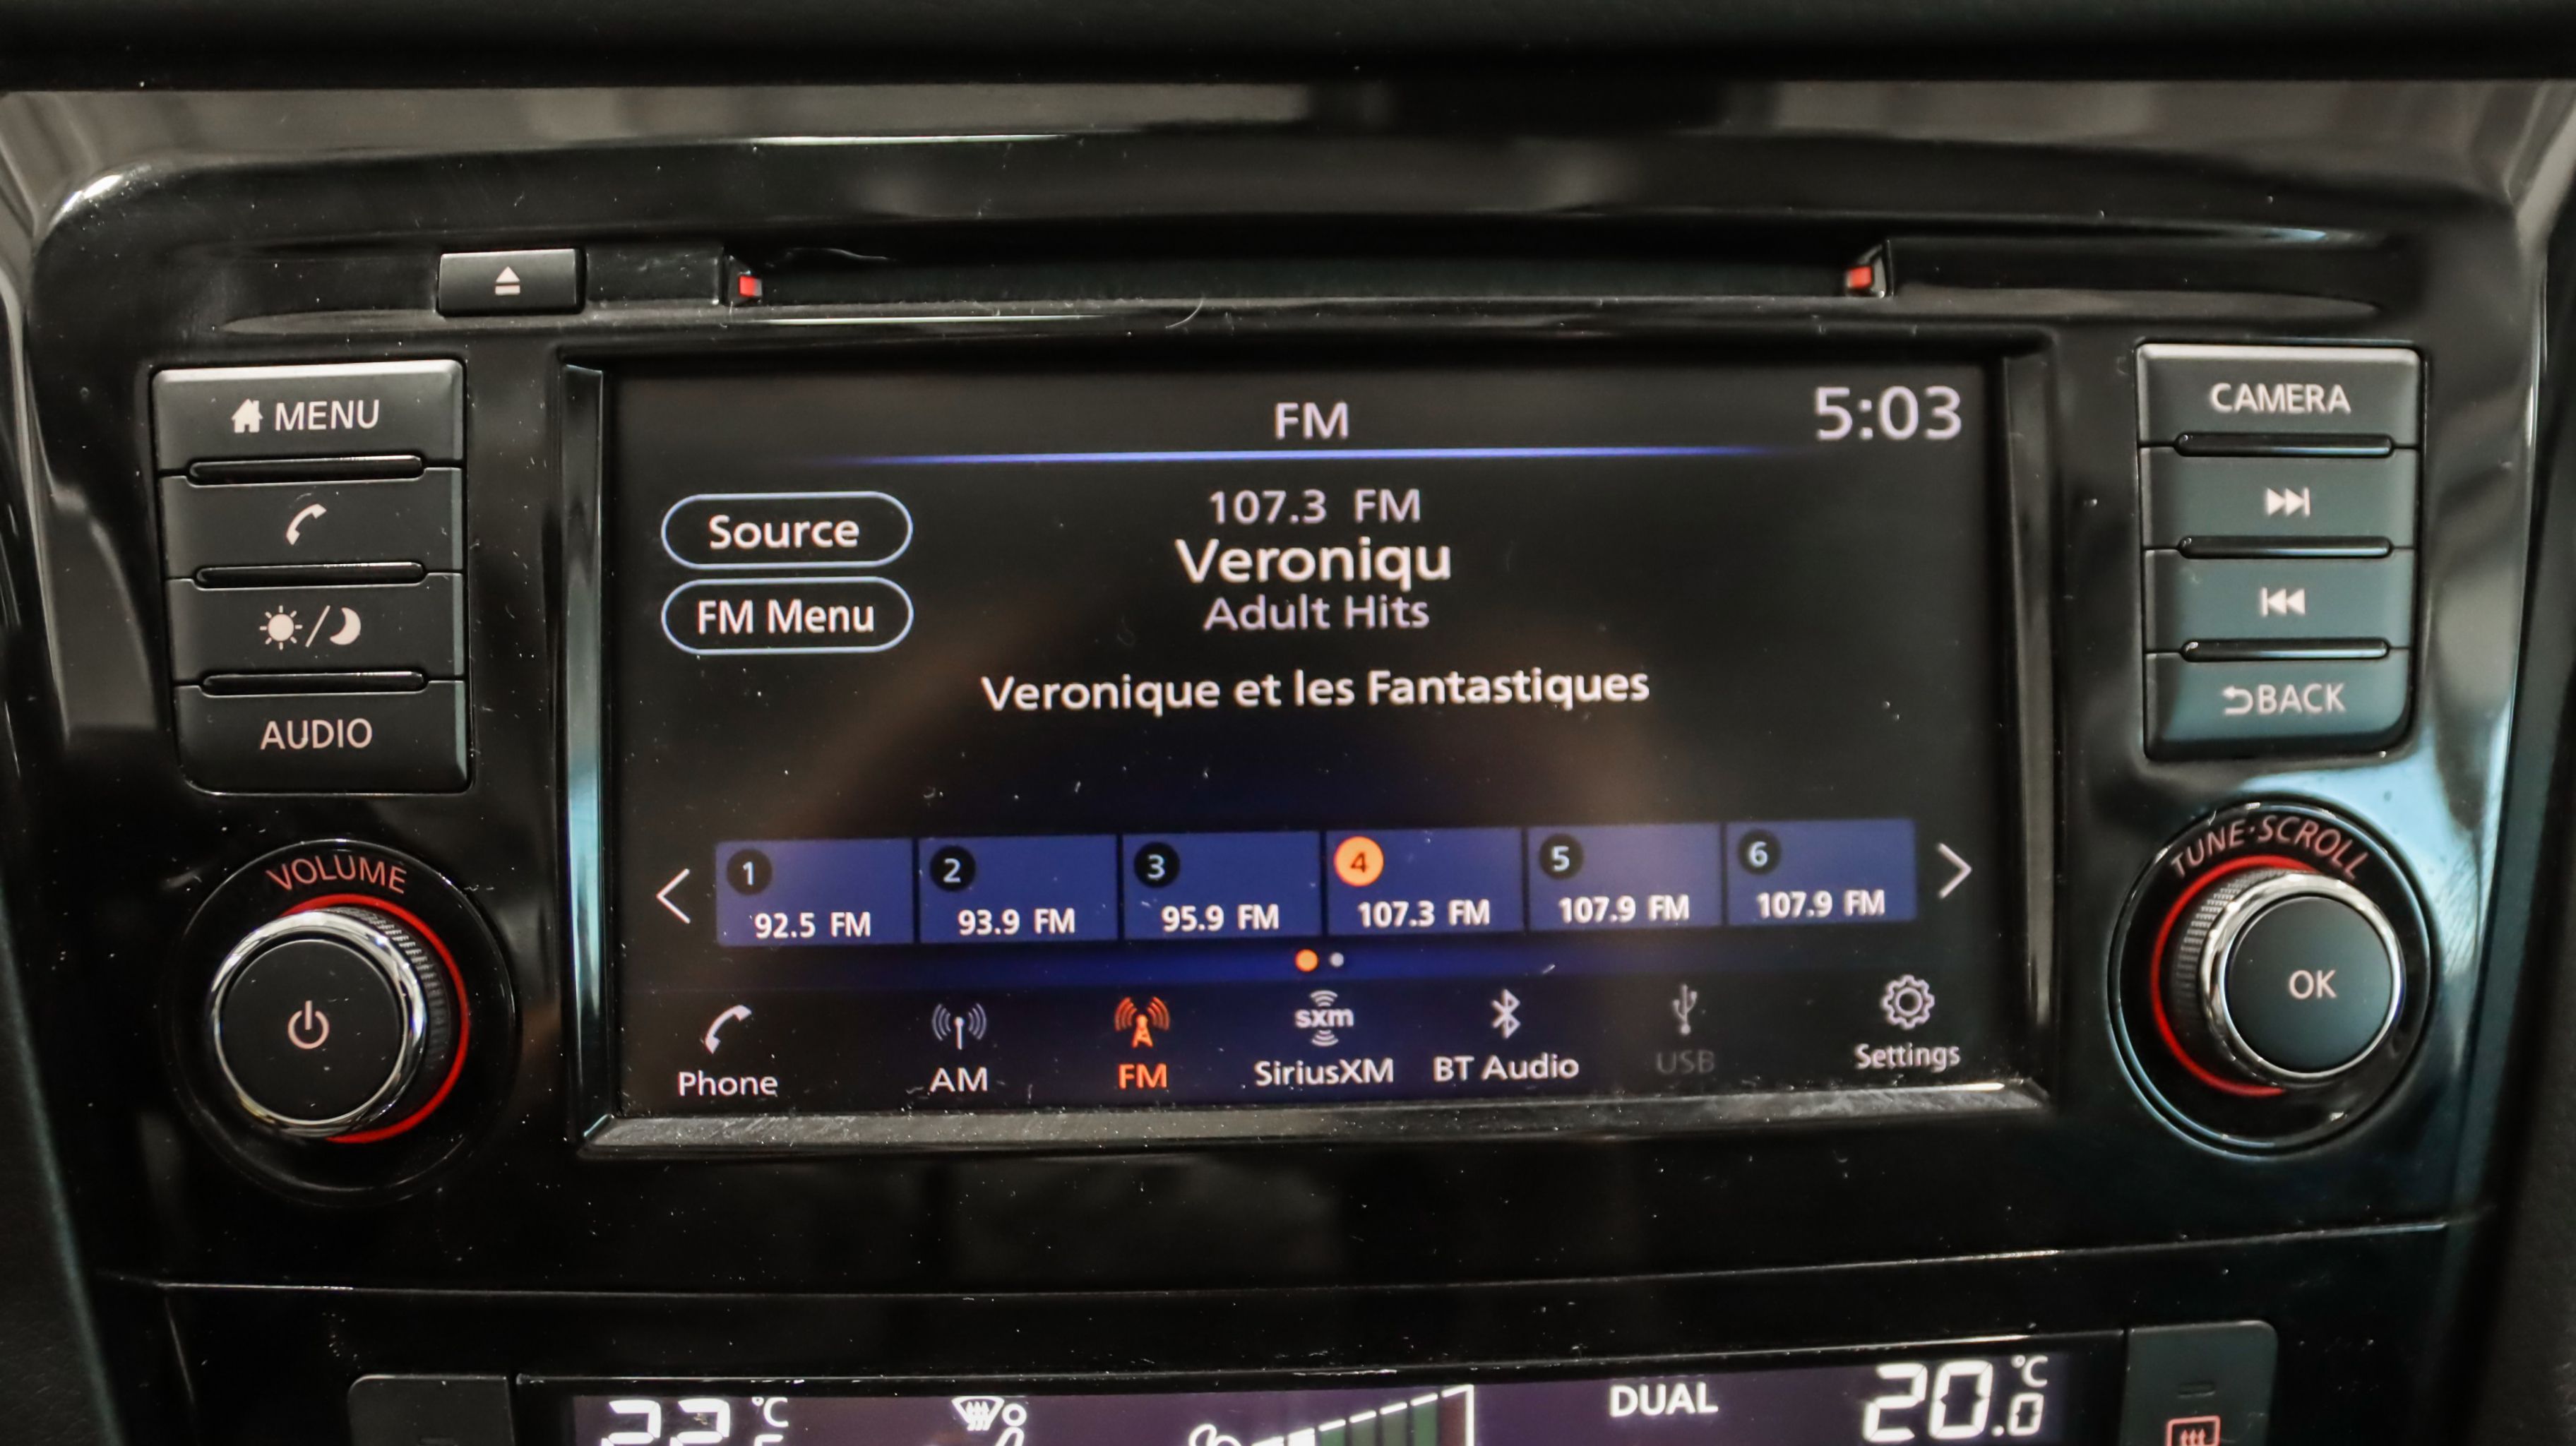 MENU
AUDIO
VOLUME
FM
5:03
Source
FM Menu
107.3 FM
Veroniqu
Adult Hits
Veronique et les Fantastiques
1
92.5 FM
2
93.9 FM
3
95.9 FM
4
107.3 FM
5
107.9 FM
6
107.9 FM
Phone
AM
FM
sxm
SiriusXM
BT Audio
USB
Settings
CAMERA
BACK
TUNE·SCROLL
OK
°C
DUAL
20.0 °C